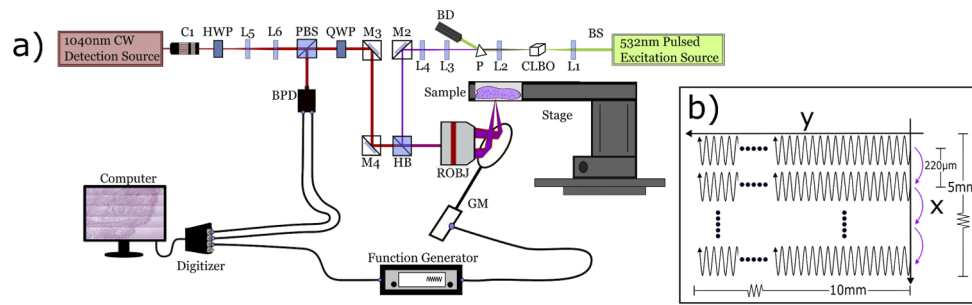 a)
1040nm CW
Detection Source
C1
HWP
L5
L6
PBS
QWP
M3
M2
L4
L3
BD
P
L2
CLBO
L1
BS
532nm Pulsed
Excitation Source
BPD
Sample
Stage
M4
HB
ROBJ
GM
Computer
Digitizer
Function Generator
b)
y
220μm
5mm
x
10mm